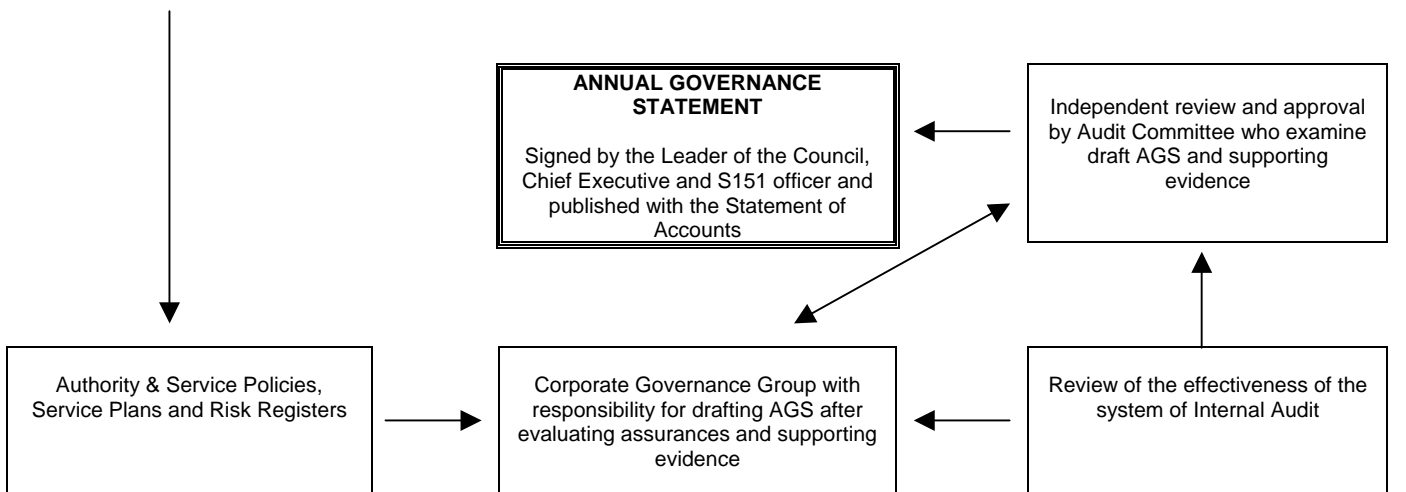 ANNUAL GOVERNANCE
STATEMENT
Signed by the Leader of the Council,
Chief Executive and S151 officer and
published with the Statement of
Accounts
Independent review and approval
by Audit Committee who examine
draft AGS and supporting
evidence
Authority & Service Policies,
Service Plans and Risk Registers
Corporate Governance Group with
responsibility for drafting AGS after
evaluating assurances and supporting
evidence
Review of the effectiveness of the
system of Internal Audit